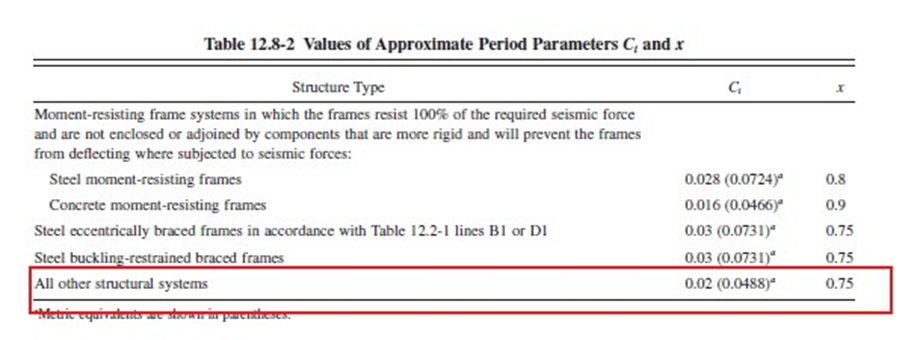 Table 12.8-2 Values of Approximate Period Parameters Cₜ and x
Structure Type Cₜ x
Moment-resisting frame systems in which the frames resist 100% of the required seismic force
and are not enclosed or adjoined by components that are more rigid and will prevent the frames
from deflecting where subjected to seismic forces:
Steel moment-resisting frames 0.028 (0.0724)ᵃ 0.8
Concrete moment-resisting frames 0.016 (0.0466)ᵃ 0.9
Steel eccentrically braced frames in accordance with Table 12.2-1 lines B1 or D1 0.03 (0.0731)ᵃ 0.75
Steel buckling-restrained braced frames 0.03 (0.0731)ᵃ 0.75
All other structural systems 0.02 (0.0488)ᵃ 0.75
ᵃMetric equivalents are shown in parentheses.